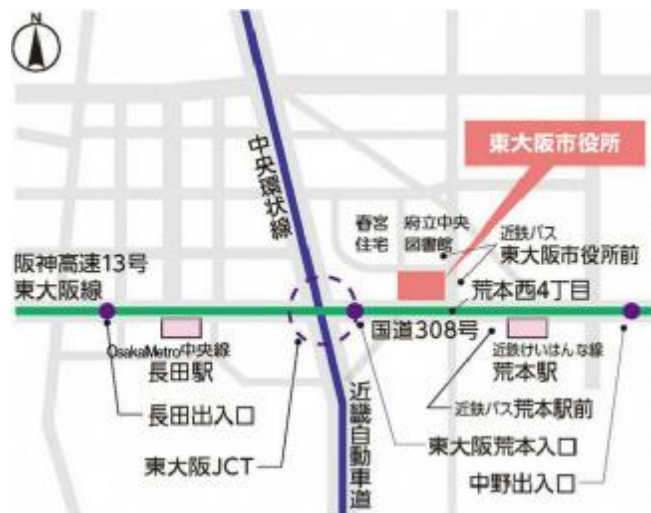 N
中央環状線
東大阪市役所
春宮
住宅
府立中央
図書館
近鉄バス
東大阪市役所前
阪神高速13号
東大阪線
荒本西4丁目
国道308号
OsakaMetro中央線
長田駅
近鉄けいはんな線
荒本駅
長田出入口
近鉄バス荒本駅前
近畿自動車道
東大阪荒本入口
東大阪JCT
中野出入口